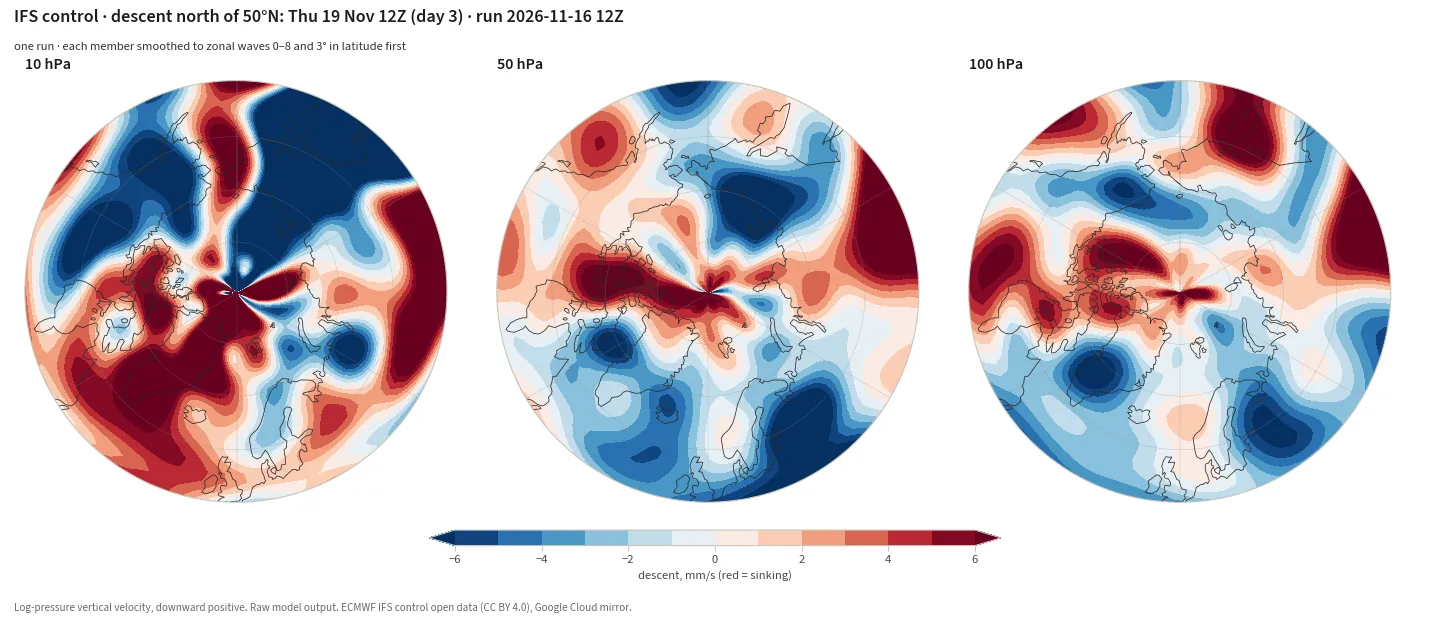 IFS control · descent north of 50°N: Thu 19 Nov 12Z (day 3) · run 2026-11-16 12Z
one run · each member smoothed to zonal waves 0–8 and 3° in latitude first
10 hPa
50 hPa
100 hPa
−6
−4
−2
0
2
4
6
descent, mm/s (red = sinking)
Log-pressure vertical velocity, downward positive. Raw model output. ECMWF IFS control open data (CC BY 4.0), Google Cloud mirror.